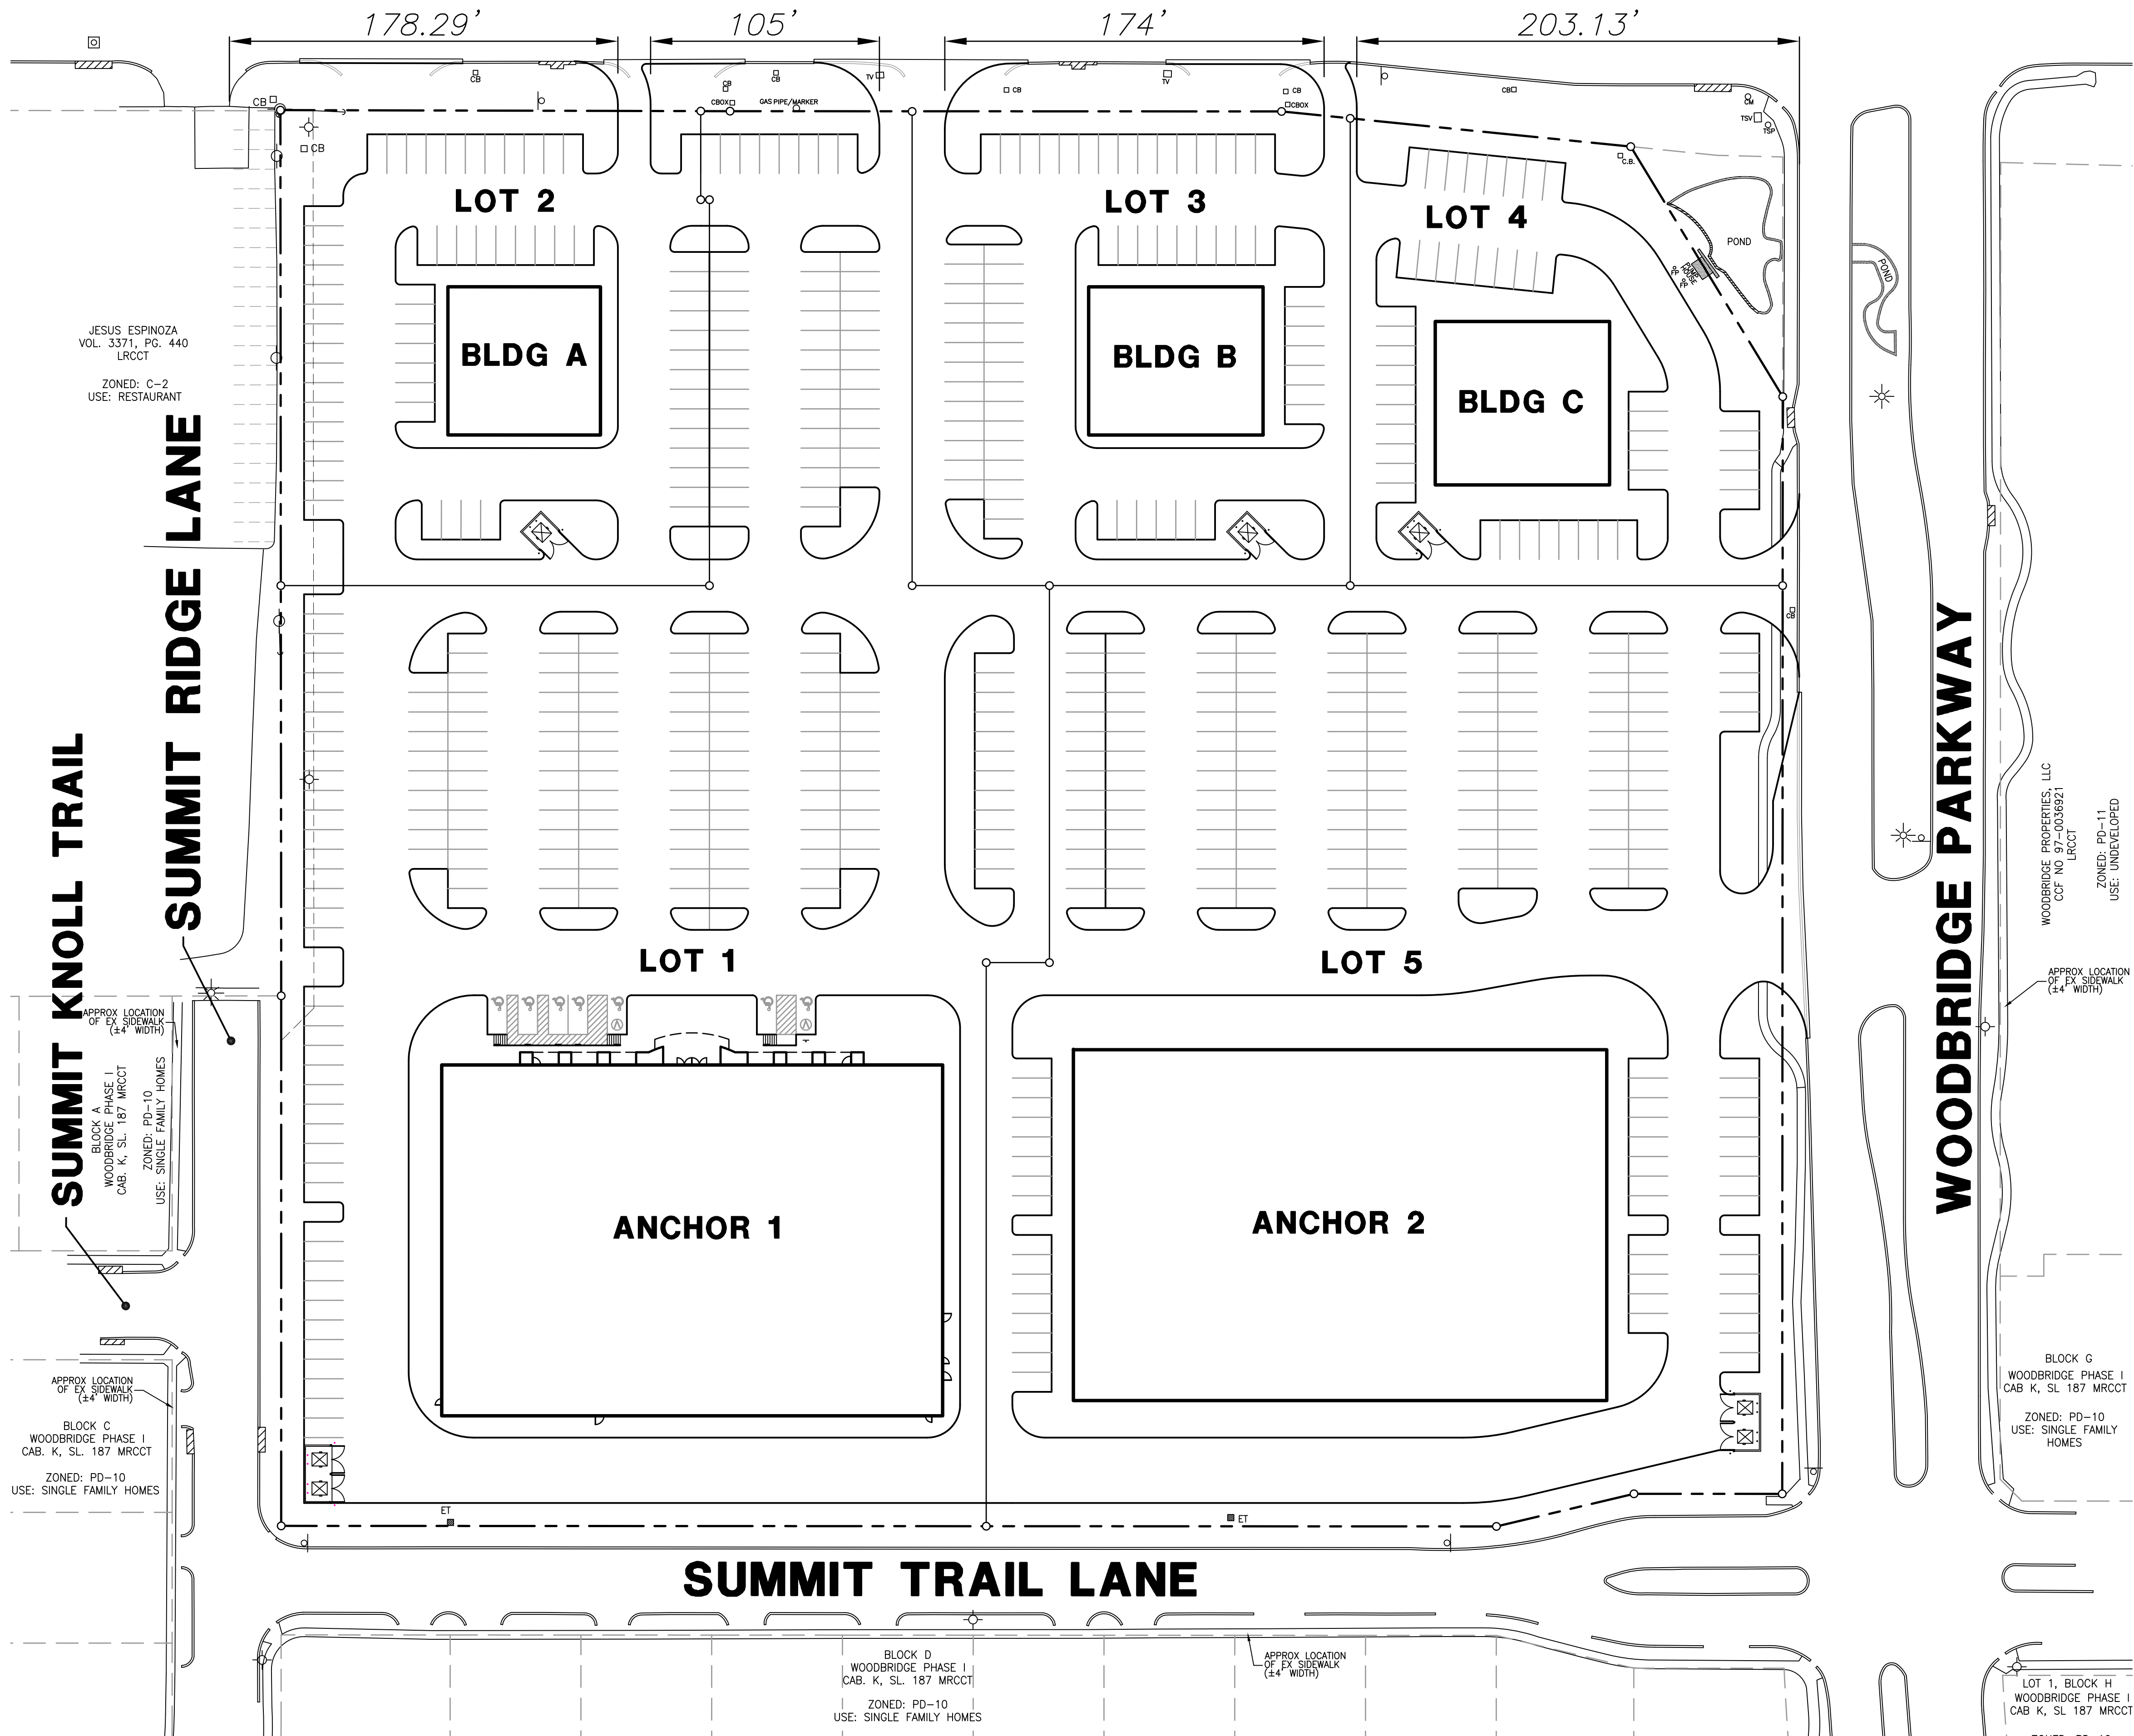 178.29'
105'
174'
203.13'
CB
CB
TV
CB
CB
CBOX
GAS PIPE/MARKER
CB
TV
CB
CBOX
CB
CM
TSV
TSP
CB
CB
C.B.
LOT 2
LOT 3
LOT 4
POND
POND
PUMP
HOUSE
FP
FP
BLDG A
BLDG B
BLDG C
JESUS ESPINOZA
VOL. 3371, PG. 440
LRCCT
ZONED: C-2
USE: RESTAURANT
SUMMIT RIDGE LANE
SUMMIT KNOLL TRAIL
CB
WOODBRIDGE PARKWAY
WOODBRIDGE PROPERTIES, LLC
CCF NO 97-0036921
LRCCT
ZONED: PD-11
USE: UNDEVELOPED
LOT 1
LOT 5
APPROX LOCATION
OF EX SIDEWALK
(±4' WIDTH)
APPROX LOCATION
OF EX SIDEWALK
(±4' WIDTH)
BLOCK A
WOODBRIDGE PHASE I
CAB. K, SL. 187 MRCCT
ZONED: PD-10
USE: SINGLE FAMILY HOMES
V
V
ANCHOR 1
ANCHOR 2
APPROX LOCATION
OF EX SIDEWALK
(±4' WIDTH)
BLOCK C
WOODBRIDGE PHASE I
CAB. K, SL. 187 MRCCT
ZONED: PD-10
USE: SINGLE FAMILY HOMES
BLOCK G
WOODBRIDGE PHASE I
CAB K, SL 187 MRCCT
ZONED: PD-10
USE: SINGLE FAMILY
HOMES
ET
ET
SUMMIT TRAIL LANE
BLOCK D
WOODBRIDGE PHASE I
CAB. K, SL. 187 MRCCT
ZONED: PD-10
USE: SINGLE FAMILY HOMES
APPROX LOCATION
OF EX SIDEWALK
(±4' WIDTH)
LOT 1, BLOCK H
WOODBRIDGE PHASE I
CAB K, SL 187 MRCCT